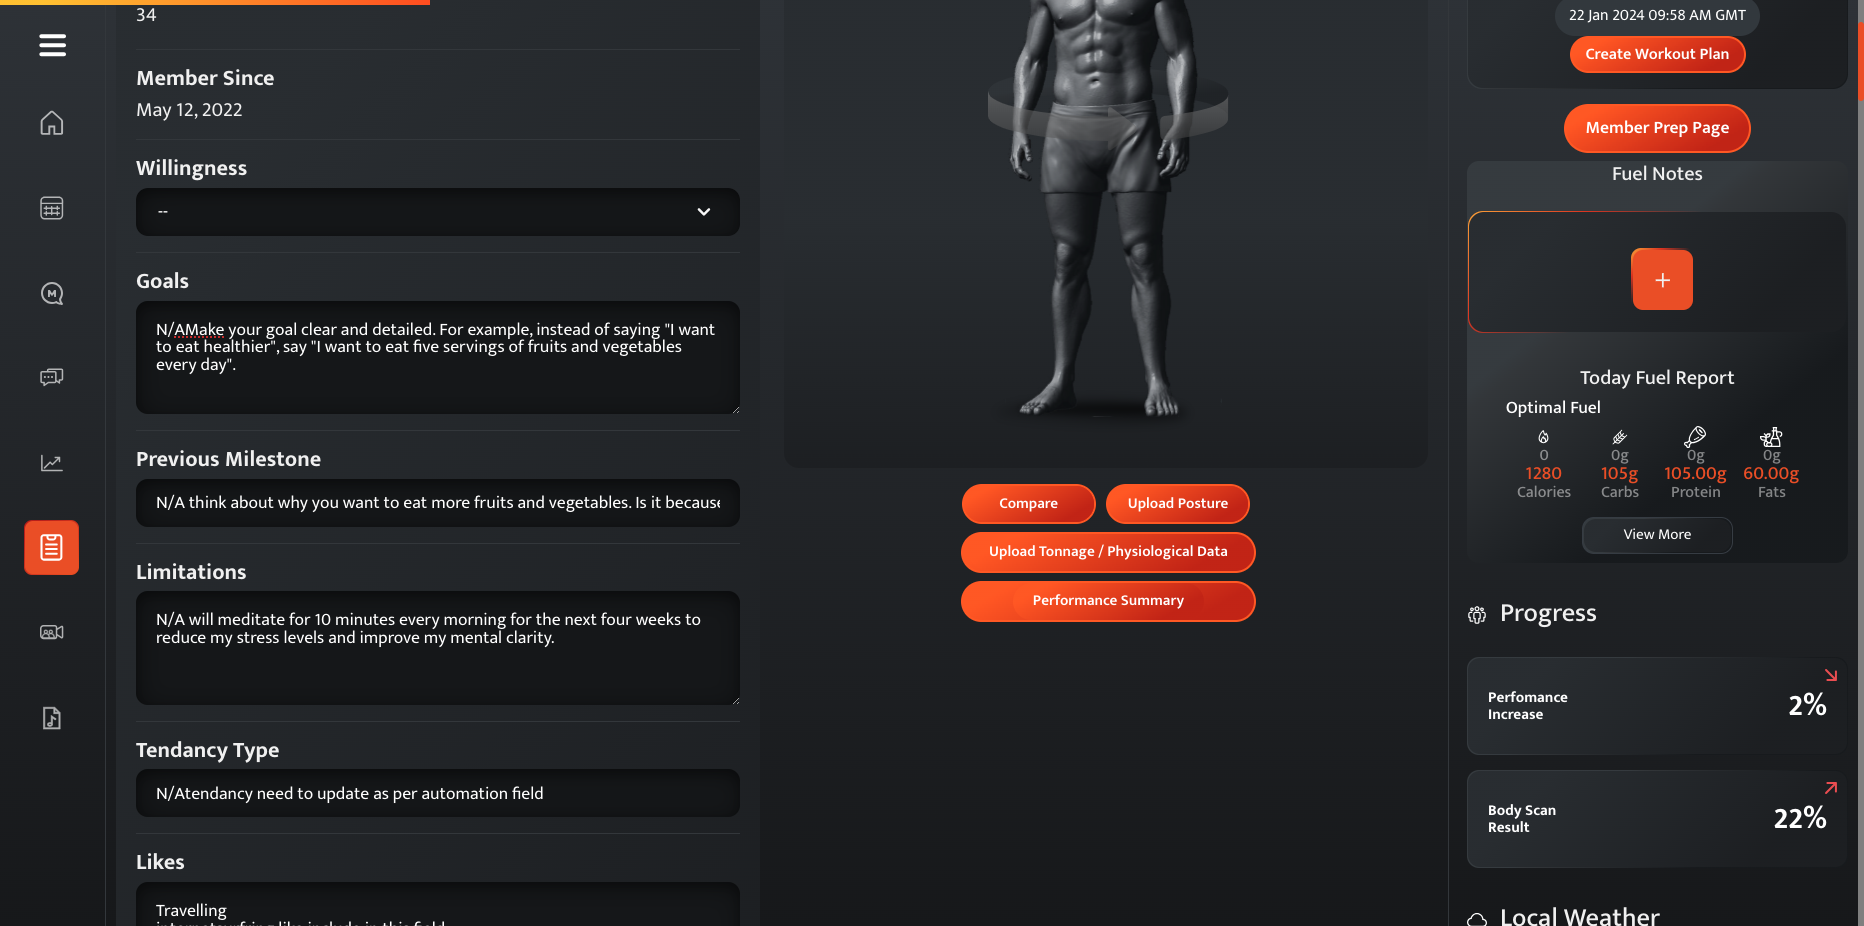 34
Member Since
May 12, 2022
Willingness
--
Goals
N/AMake your goal clear and detailed. For example, instead of saying "I want
to eat healthier", say "I want to eat five servings of fruits and vegetables
every day".
Previous Milestone
N/A think about why you want to eat more fruits and vegetables. Is it because
Limitations
N/A will meditate for 10 minutes every morning for the next four weeks to
reduce my stress levels and improve my mental clarity.
Tendancy Type
N/Atendancy need to update as per automation field
Likes
Travelling
Compare
Upload Posture
Upload Tonnage / Physiological Data
Performance Summary
22 Jan 2024 09:58 AM GMT
Create Workout Plan
Member Prep Page
Fuel Notes
+
Today Fuel Report
Optimal Fuel
0 0g 0g 0g
1280 105g 105.00g 60.00g
Calories Carbs Protein Fats
View More
Progress
Perfomance
Increase
2%
Body Scan
Result
22%
Local Weather